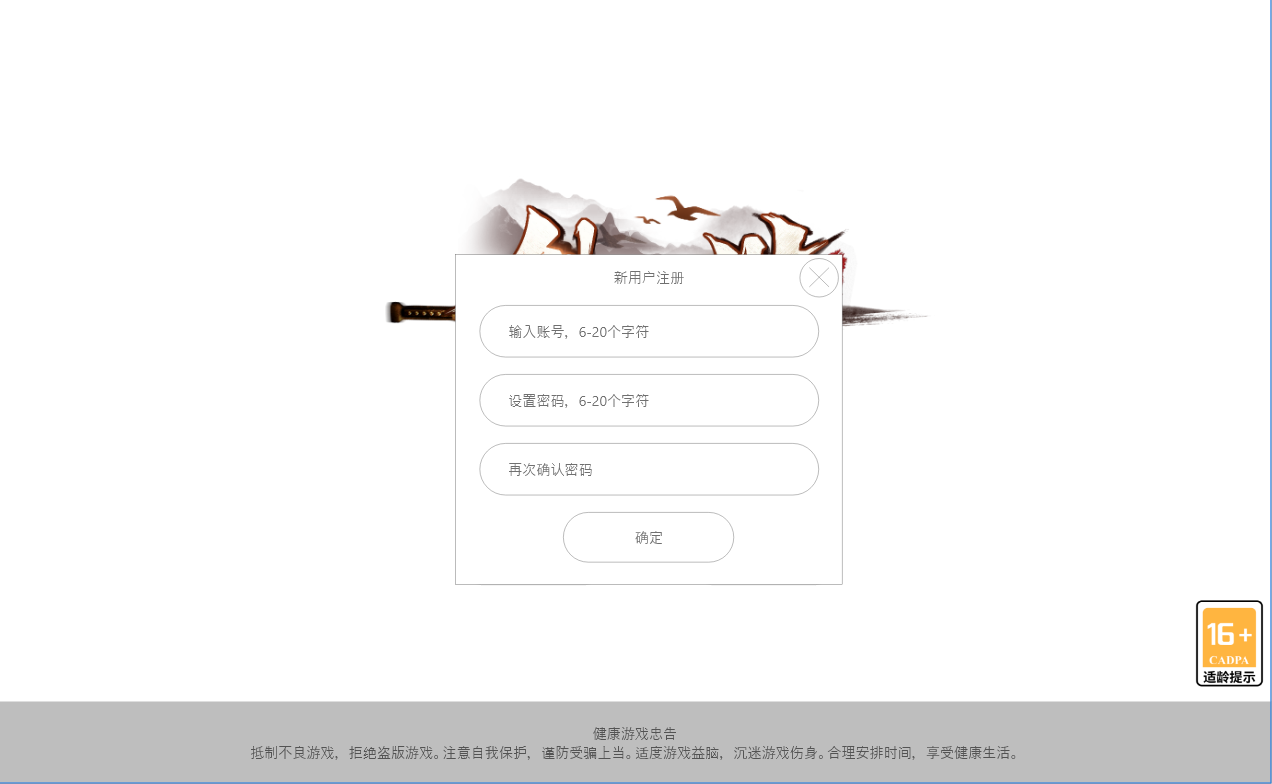 新用户注册
输入账号，6-20个字符
设置密码，6-20个字符
再次确认密码
确定
16+
CADPA
适龄提示
健康游戏忠告
抵制不良游戏，拒绝盗版游戏。注意自我保护，谨防受骗上当。适度游戏益脑，沉迷游戏伤身。合理安排时间，享受健康生活。